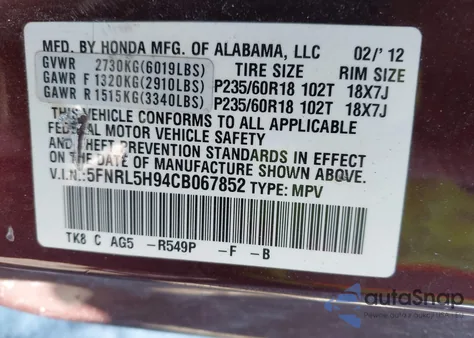 MFD. BY HONDA MFG. OF ALABAMA, LLC 02/' 12
GVWR 2730KG(6019LBS) TIRE SIZE RIM SIZE
GAWR F 1320KG(2910LBS) P235/60R18 102T 18X7J
GAWR R 1515KG(3340LBS) P235/60R18 102T 18X7J
THIS VEHICLE CONFORMS TO ALL APPLICABLE
FEDERAL MOTOR VEHICLE SAFETY
AND THEFT PREVENTION STANDARDS IN EFFECT
ON THE DATE OF MANUFACTURE SHOWN ABOVE.
V.I.N.:5FNRL5H94CB067852 TYPE: MPV
TK8 C AG5 -R549P -F -B
autoSnap